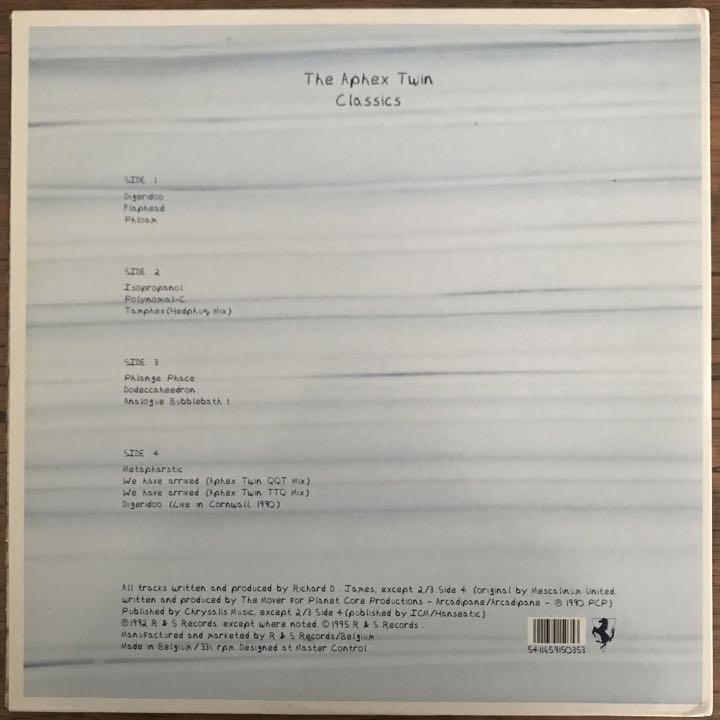 The Aphex Twin
Classics
SIDE 1
Digeridoo
Flaphead
Phloam
SIDE 2
Isopropanol
Polynomial-C
Tamphex (Hedphuq Mix)
SIDE 3
Phlange Phace
Dodeccaheedron
Analogue Bubblebath 1
SIDE 4
Metapharstic
We have arrived (Aphex Twin QQT Mix)
We have arrived (Aphex Twin TTQ Mix)
Digeridoo (Live in Cornwall, 1990)
All tracks written and produced by Richard D. James, except 2/3 Side 4 (original by Mescalinum United,
written and produced by The Mover For Planet Core Productions - Arcadipane/Arcadipane - ℗ 1990 PCP)
Published by Chrysalis Music, except 2/3 Side 4 (published by ICM/Hanseatic)
℗1992 R & S Records, except where noted. ©1995 R & S Records.
Manufactured and marketed by R & S Records/Belgium.
Made in Belgium / 33⅓ rpm. Designed at Master Control.
5411659150353